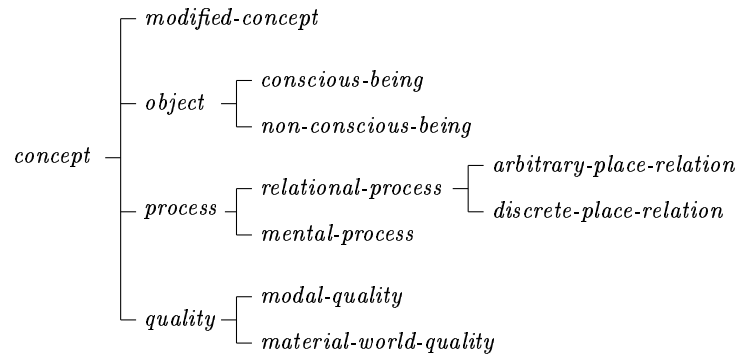 modified-concept
conscious-being
object
non-conscious-being
concept
arbitrary-place-relation
relational-process
process
discrete-place-relation
mental-process
modal-quality
quality
material-world-quality